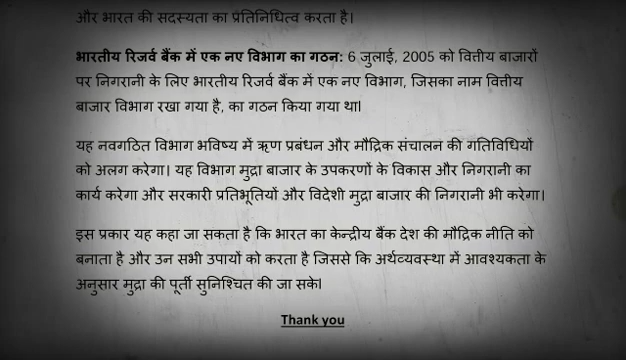 और भारत की सदस्यता का प्रतिनिधित्व करता है।
भारतीय रिजर्व बैंक में एक नए विभाग का गठन: 6 जुलाई, 2005 को वित्तीय बाजारों
पर निगरानी के लिए भारतीय रिजर्व बैंक में एक नए विभाग, जिसका नाम वित्तीय
बाजार विभाग रखा गया है, का गठन किया गया था।
यह नवगठित विभाग भविष्य में ऋण प्रबंधन और मौद्रिक संचालन की गतिविधियों
को अलग करेगा। यह विभाग मुद्रा बाजार के उपकरणों के विकास और निगरानी का
कार्य करेगा और सरकारी प्रतिभूतियों और विदेशी मुद्रा बाजार की निगरानी भी करेगा।
इस प्रकार यह कहा जा सकता है कि भारत का केन्द्रीय बैंक देश की मौद्रिक नीति को
बनाता है और उन सभी उपायों को करता है जिससे कि अर्थव्यवस्था में आवश्यकता के
अनुसार मुद्रा की पूर्ती सुनिश्चित की जा सके।
Thank you